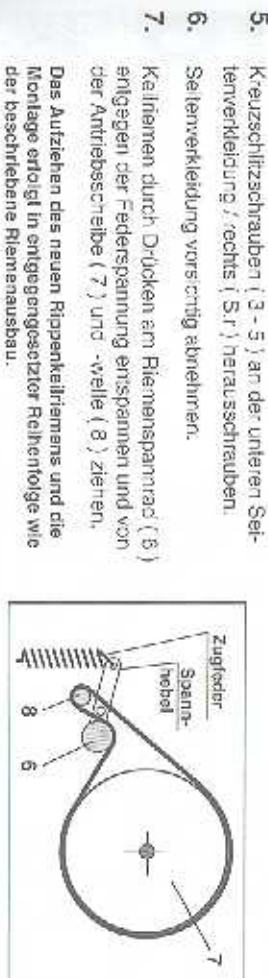 5. Kreuzschlitzschrauben ( 3 - 5 ) an der unteren Sei-
tenverkleidung / rechts ( S.r ) herausschrauben.
6. Seitenverkleidung vorsichtig abnehmen.
7. Keilriemen durch Drücken am Riemenspannrad ( 6 )
entgegen der Federspannung entspannen und von
der Antriebsscheibe ( 7 ) und -welle ( 8 ) ziehen.
Das Aufziehen des neuen Rippenkeilriemens und die
Montage erfolgt in entgegengesetzter Reihenfolge wie
der beschriebene Riemenausbau.
Zugfeder
Spann-
hebel
7
8
6